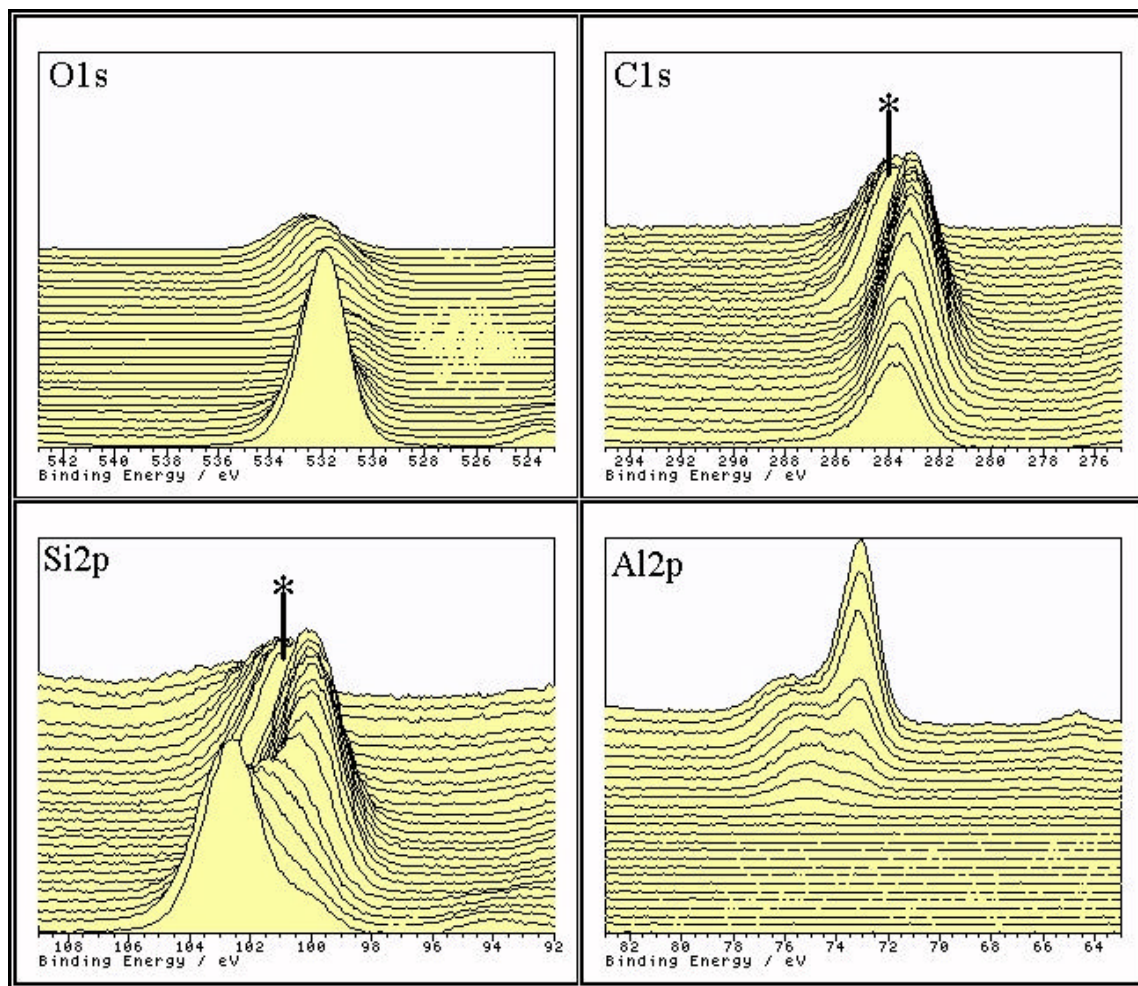 O1s
542 540 538 536 534 532 530 528 526 524
Binding Energy / eV
C1s
*
294 292 290 288 286 284 282 280 278 276
Binding Energy / eV
Si2p
*
108 106 104 102 100 98 96 94 92
Binding Energy / eV
Al2p
82 80 78 76 74 72 70 68 66 64
Binding Energy / eV